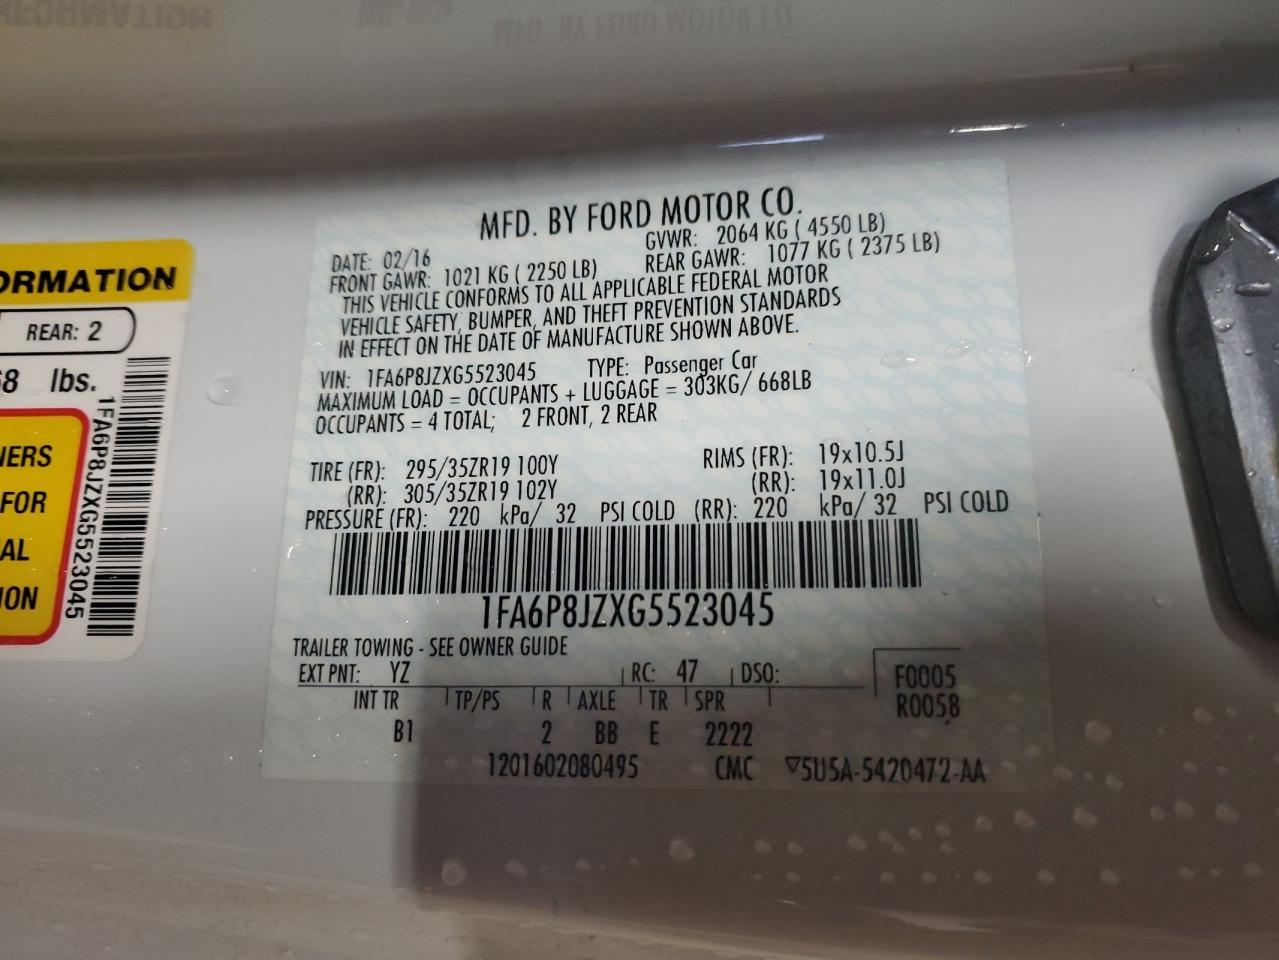 MFD. BY FORD MOTOR CO.
DATE: 02/16 GVWR: 2064 KG ( 4550 LB)
FRONT GAWR: 1021 KG ( 2250 LB) REAR GAWR: 1077 KG ( 2375 LB)
THIS VEHICLE CONFORMS TO ALL APPLICABLE FEDERAL MOTOR
VEHICLE SAFETY, BUMPER, AND THEFT PREVENTION STANDARDS
IN EFFECT ON THE DATE OF MANUFACTURE SHOWN ABOVE.
VIN: 1FA6P8JZXG5523045 TYPE: Passenger Car
MAXIMUM LOAD = OCCUPANTS + LUGGAGE = 303KG/ 668LB
OCCUPANTS = 4 TOTAL; 2 FRONT, 2 REAR
TIRE (FR): 295/35ZR19 100Y RIMS (FR): 19x10.5J
(RR): 305/35ZR19 102Y (RR): 19x11.0J
PRESSURE (FR): 220 kPa/ 32 PSI COLD (RR): 220 kPa/ 32 PSI COLD
1FA6P8JZXG5523045
TRAILER TOWING - SEE OWNER GUIDE
EXT PNT: YZ RC: 47 DSO: F0005
INT TR TP/PS R AXLE TR SPR R0058
B1 2 BB E 2222
1201602080495 CMC ▽5U5A-5420472-AA
ORMATION
REAR: 2
68 lbs.
1FA6P8JZXG5523045
NERS
FOR
AL
ION